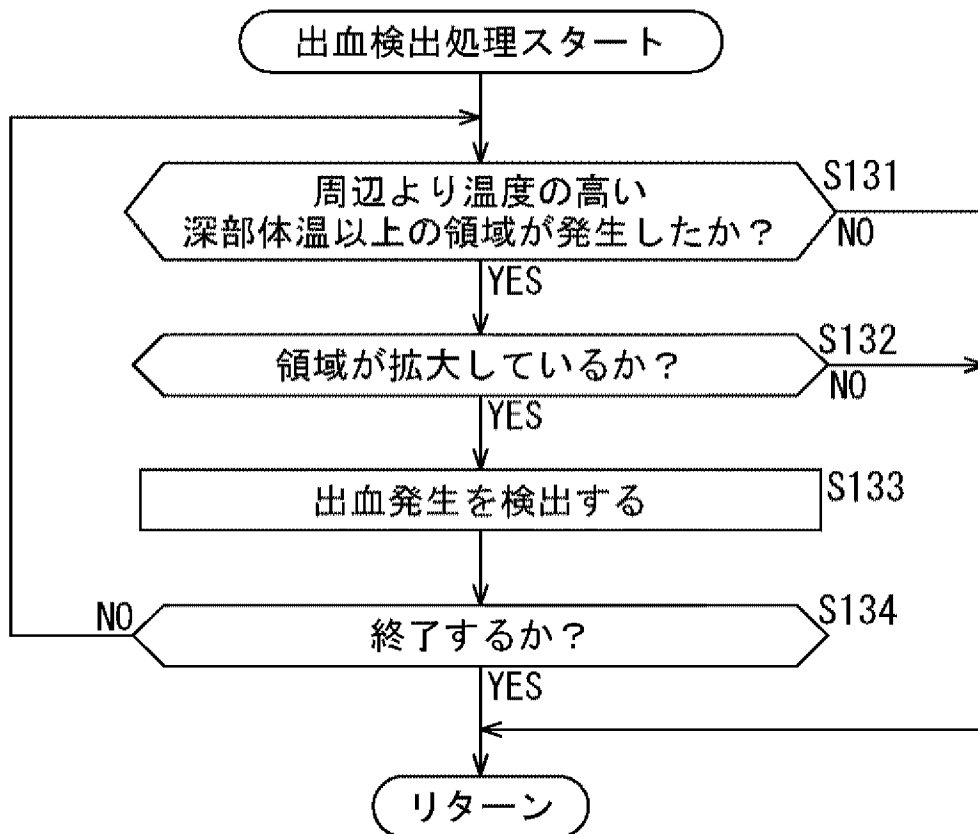 出血検出処理スタート
周辺より温度の高い
深部体温以上の領域が発生したか？
S131
NO
YES
領域が拡大しているか？
S132
NO
YES
出血発生を検出する
S133
NO
終了するか？
S134
YES
リターン